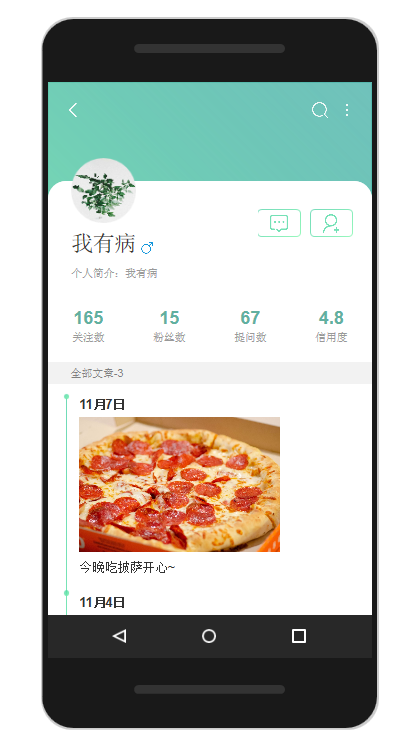 我有病
个人简介：我有病
165 15 67 4.8
关注数 粉丝数 提问数 信用度
全部文章-3
11月7日
今晚吃披萨开心~
11月4日